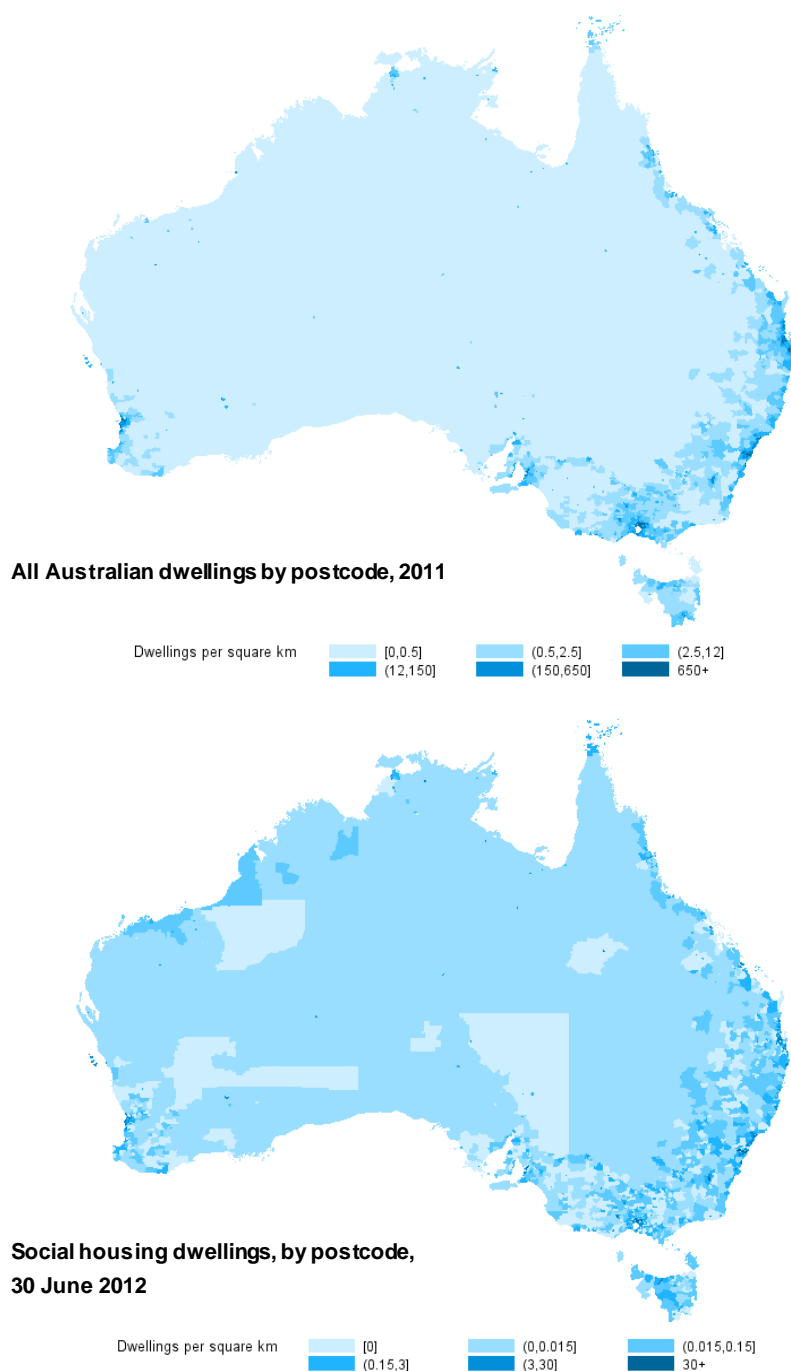 All Australian dwellings by postcode, 2011
Dwellings per square km [0,0.5] (0.5,2.5] (2.5,12]
(12,150] (150,650] 650+
Social housing dwellings, by postcode,
30 June 2012
Dwellings per square km [0] (0,0.015] (0.015,0.15]
(0.15,3] (3,30] 30+